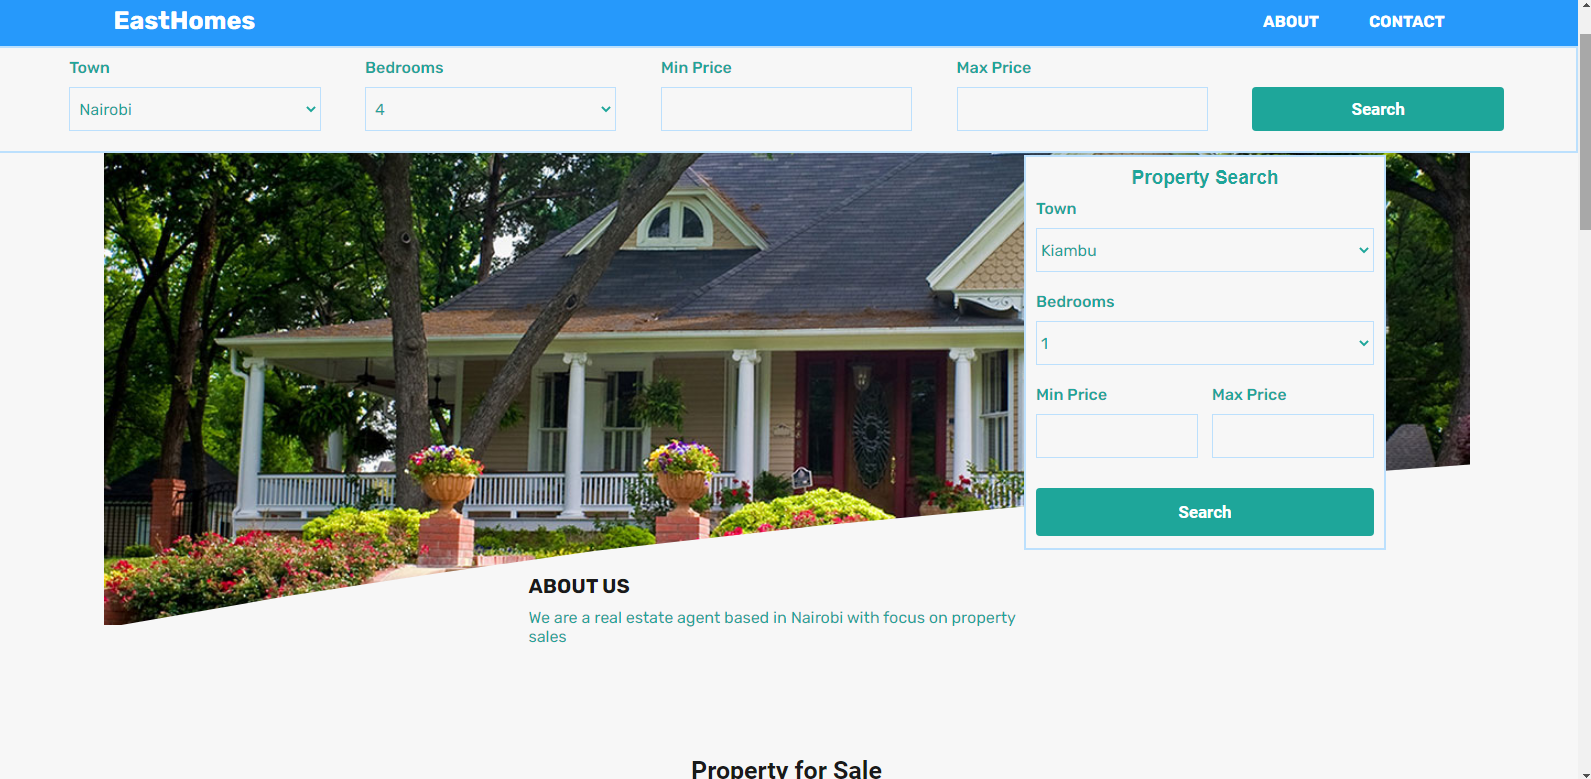 EastHomes
ABOUT CONTACT
Town Bedrooms Min Price Max Price
Nairobi 4 Search
Property Search
Town
Kiambu
Bedrooms
1
Min Price Max Price
Search
ABOUT US
We are a real estate agent based in Nairobi with focus on property
sales
Property for Sale